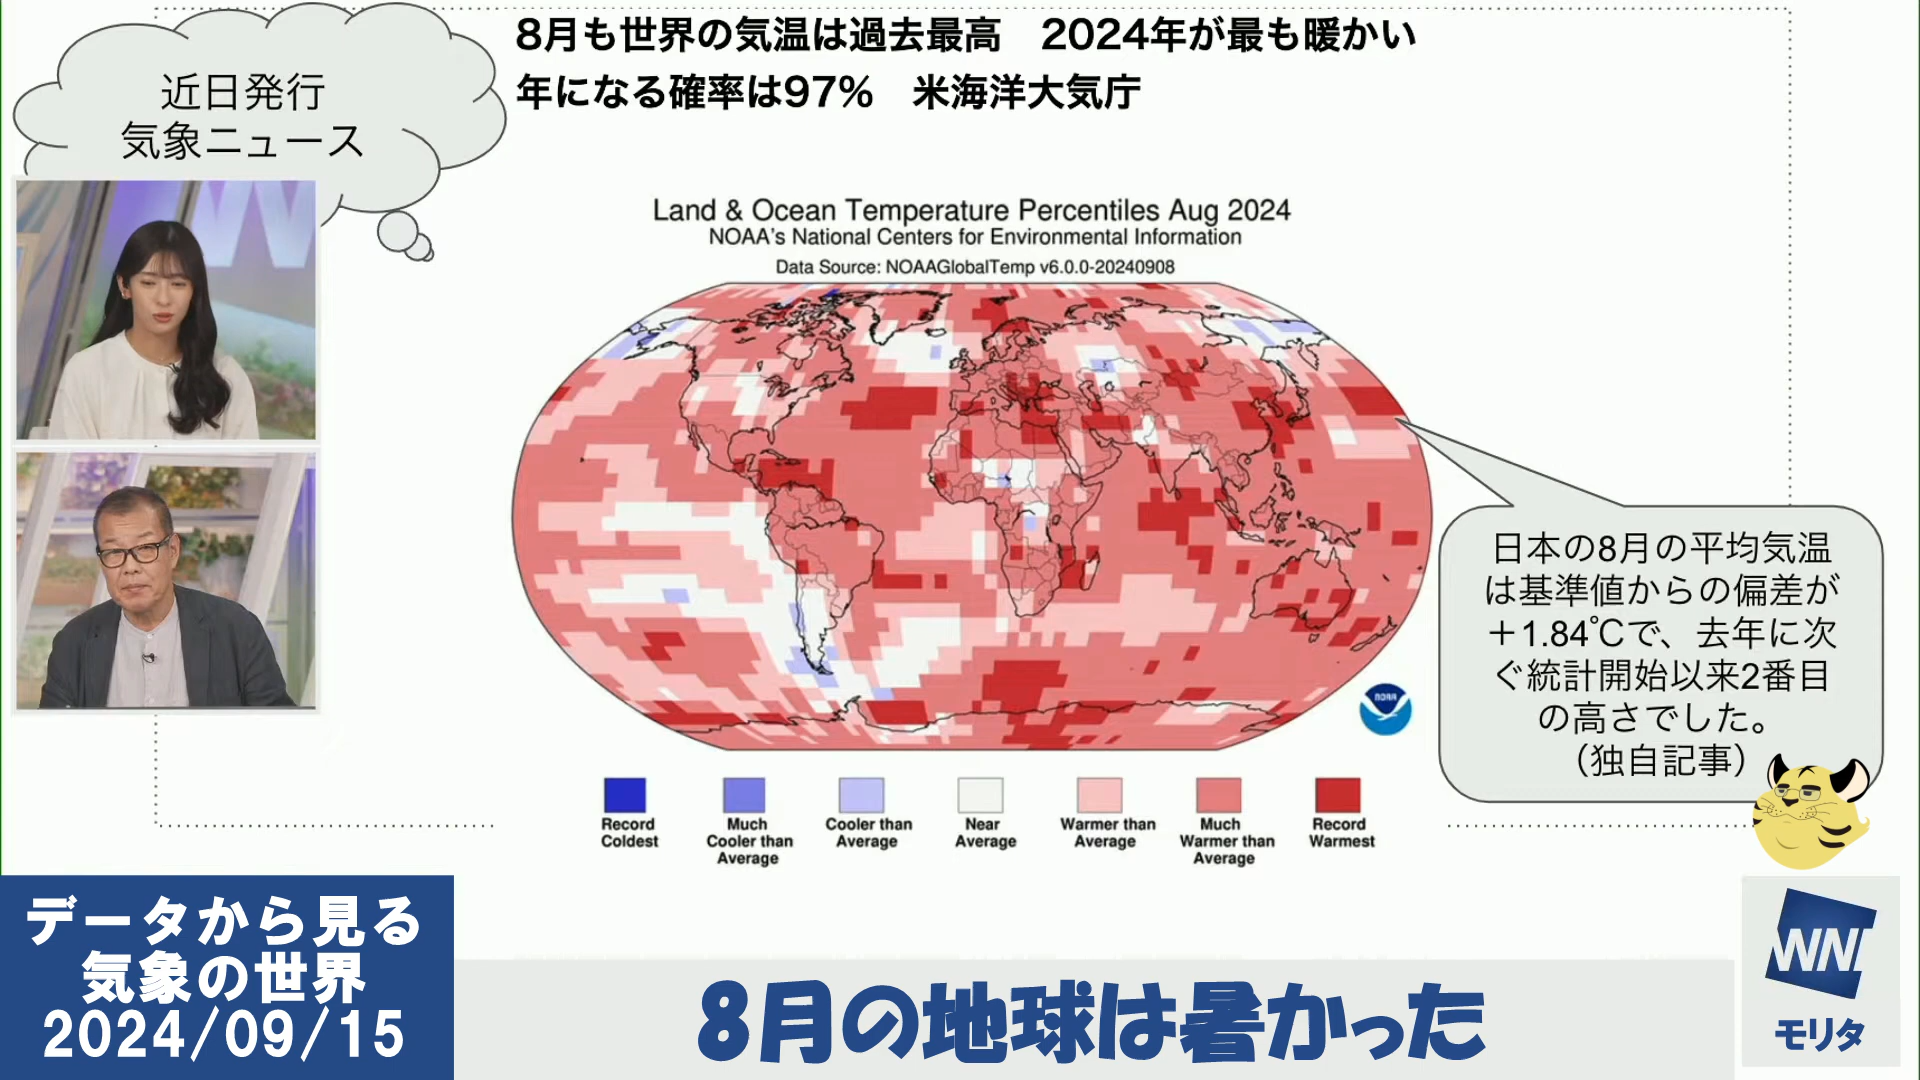 8月も世界の気温は過去最高　2024年が最も暖かい
年になる確率は97%　米海洋大気庁
近日発行
気象ニュース
Land & Ocean Temperature Percentiles Aug 2024
NOAA's National Centers for Environmental Information
Data Source: NOAAGlobalTemp v6.0.0-20240908
日本の8月の平均気温
は基準値からの偏差が
＋1.84℃で、去年に次
ぐ統計開始以来2番目
の高さでした。
（独自記事）
NOAA
Record
Coldest
Much
Cooler than
Average
Cooler than
Average
Near
Average
Warmer than
Average
Much
Warmer than
Average
Record
Warmest
データから見る
気象の世界
2024/09/15
8月の地球は暑かった
WNI
モリタ